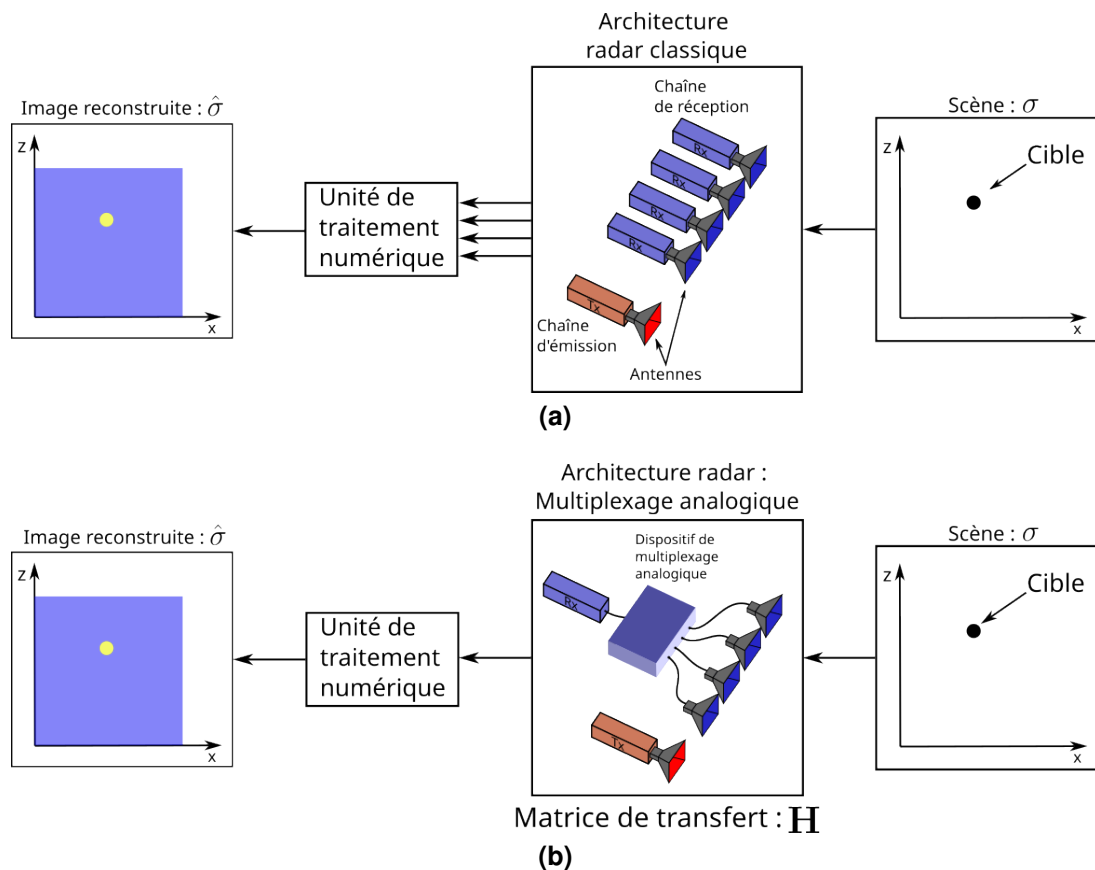 Architecture
radar classique
Image reconstruite : σ̂
z
x
Unité de
traitement
numérique
Chaîne
de réception
Rx
Rx
Rx
Rx
Tx
Chaîne
d'émission
Antennes
Scène : σ
z
Cible
x
(a)
Architecture radar :
Multiplexage analogique
Image reconstruite : σ̂
z
x
Unité de
traitement
numérique
Dispositif de
multiplexage
analogique
Rx
Tx
Scène : σ
z
Cible
x
Matrice de transfert : H
(b)